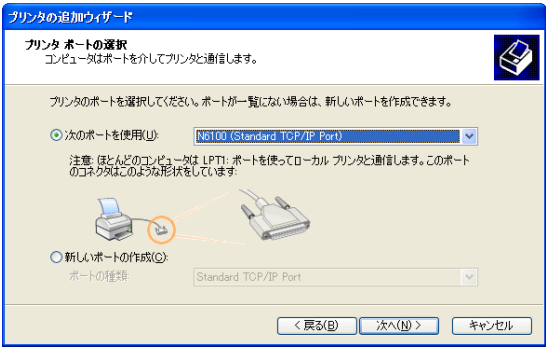 プリンタの追加ウィザード
プリンタ ポートの選択
コンピュータはポートを介してプリンタと通信します。
プリンタのポートを選択してください。ポートが一覧にない場合は、新しいポートを作成できます。
次のポートを使用(U):
N6100 (Standard TCP/IP Port)
注意: ほとんどのコンピュータは LPT1: ポートを使ってローカル プリンタと通信します。このポート
のコネクタはこのような形状をしています:
新しいポートの作成(C):
ポートの種類:
Standard TCP/IP Port
< 戻る(B)
次へ(N) >
キャンセル